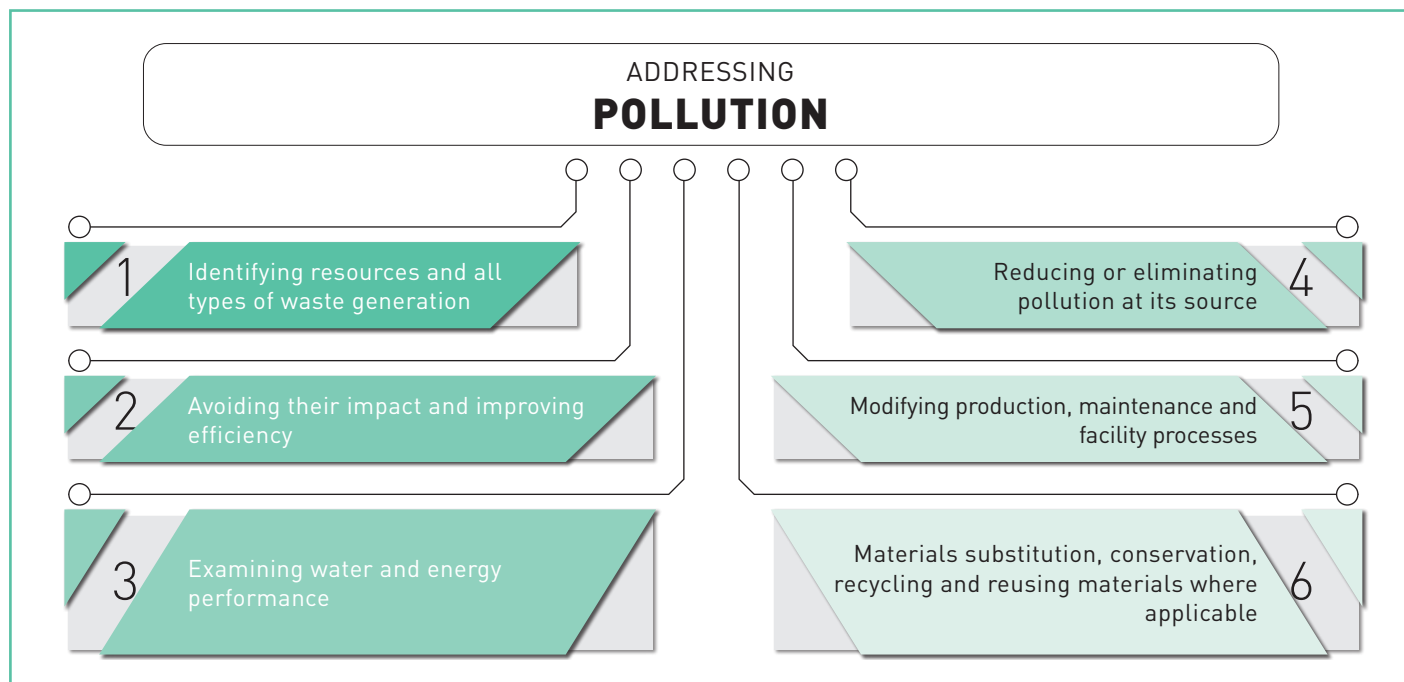 ADDRESSING
POLLUTION
1
Identifying resources and all
types of waste generation
2
Avoiding their impact and improving
efficiency
3
Examining water and energy
performance
4
Reducing or eliminating
pollution at its source
5
Modifying production, maintenance and
facility processes
6
Materials substitution, conservation,
recycling and reusing materials where
applicable